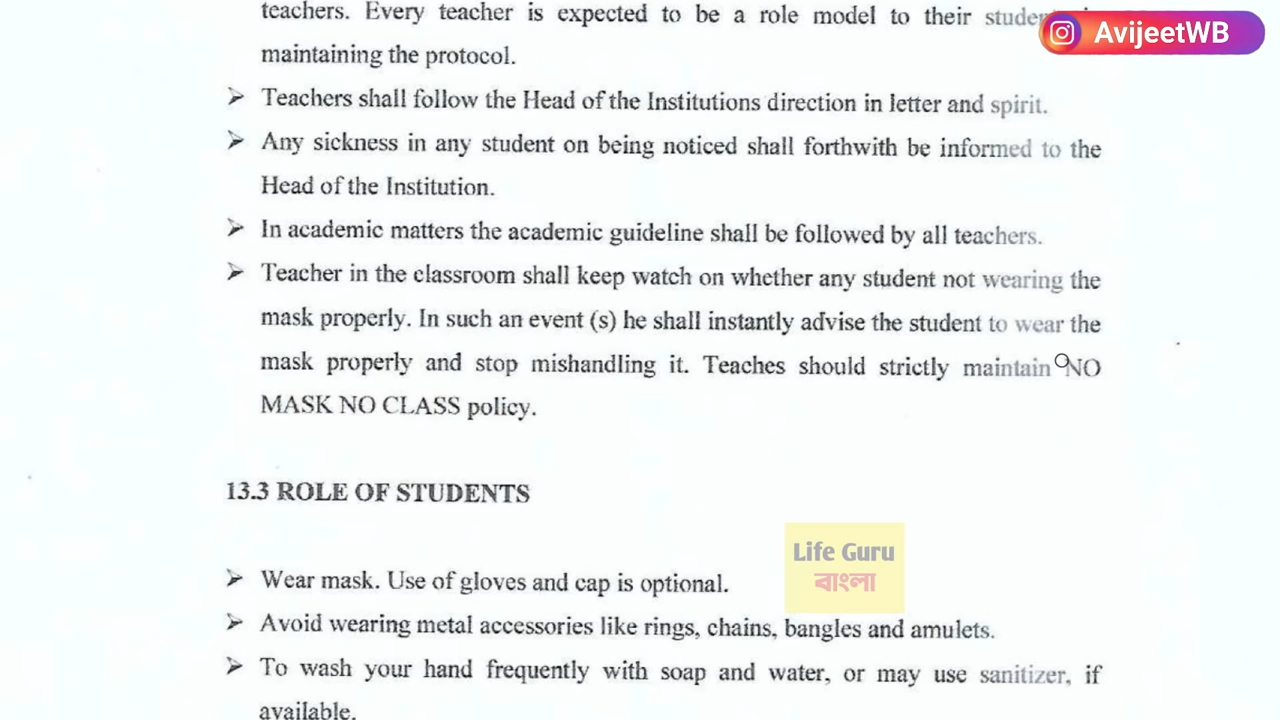 teachers. Every teacher is expected to be a role model to their
AvijeetWB
maintaining the protocol.
➢ Teachers shall follow the Head of the Institutions direction in letter and spirit.
➢ Any sickness in any student on being noticed shall forthwith be informed to the
Head of the Institution.
➢ In academic matters the academic guideline shall be followed by all teachers.
➢ Teacher in the classroom shall keep watch on whether any student not wearing the
mask properly. In such an event (s) he shall instantly advise the student to wear the
mask properly and stop mishandling it. Teaches should strictly maintain NO
MASK NO CLASS policy.
13.3 ROLE OF STUDENTS
Life Guru
বাংলা
➢ Wear mask. Use of gloves and cap is optional.
➢ Avoid wearing metal accessories like rings, chains, bangles and amulets.
➢ To wash your hand frequently with soap and water, or may use sanitizer, if
available.